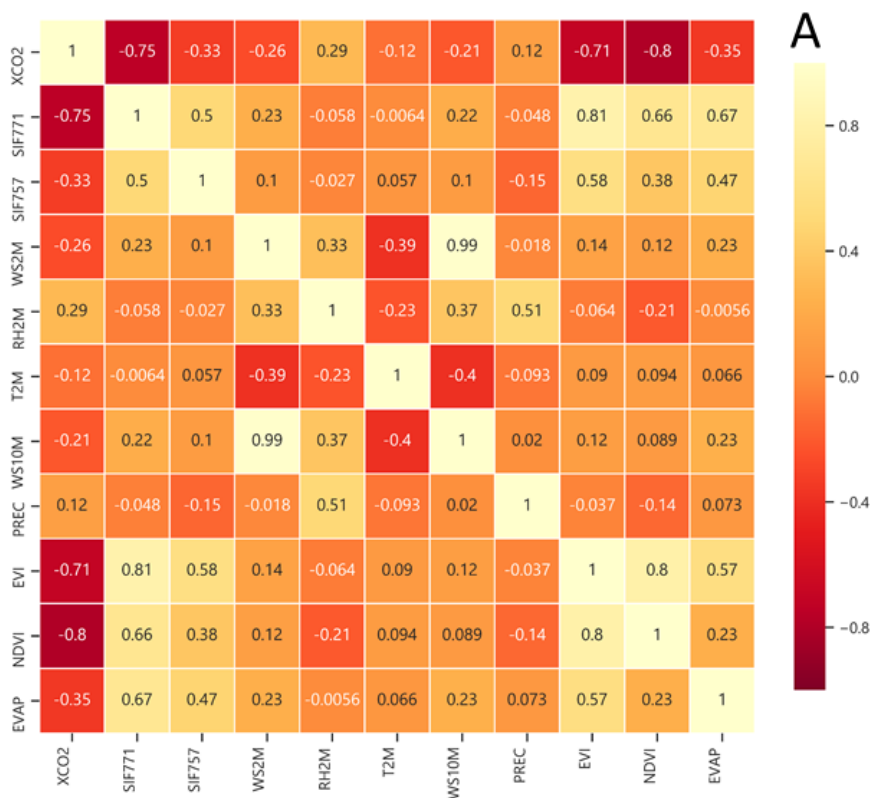 A
XCO2 1 -0.75 -0.33 -0.26 0.29 -0.12 -0.21 0.12 -0.71 -0.8 -0.35
SIF771 -0.75 1 0.5 0.23 -0.058 -0.0064 0.22 -0.048 0.81 0.66 0.67
SIF757 -0.33 0.5 1 0.1 -0.027 0.057 0.1 -0.15 0.58 0.38 0.47
WS2M -0.26 0.23 0.1 1 0.33 -0.39 0.99 -0.018 0.14 0.12 0.23
RH2M 0.29 -0.058 -0.027 0.33 1 -0.23 0.37 0.51 -0.064 -0.21 -0.0056
T2M -0.12 -0.0064 0.057 -0.39 -0.23 1 -0.4 -0.093 0.09 0.094 0.066
WS10M -0.21 0.22 0.1 0.99 0.37 -0.4 1 0.02 0.12 0.089 0.23
PREC 0.12 -0.048 -0.15 -0.018 0.51 -0.093 0.02 1 -0.037 -0.14 0.073
EVI -0.71 0.81 0.58 0.14 -0.064 0.09 0.12 -0.037 1 0.8 0.57
NDVI -0.8 0.66 0.38 0.12 -0.21 0.094 0.089 -0.14 0.8 1 0.23
EVAP -0.35 0.67 0.47 0.23 -0.0056 0.066 0.23 0.073 0.57 0.23 1
XCO2 SIF771 SIF757 WS2M RH2M T2M WS10M PREC EVI NDVI EVAP
0.8
0.4
0.0
−0.4
−0.8